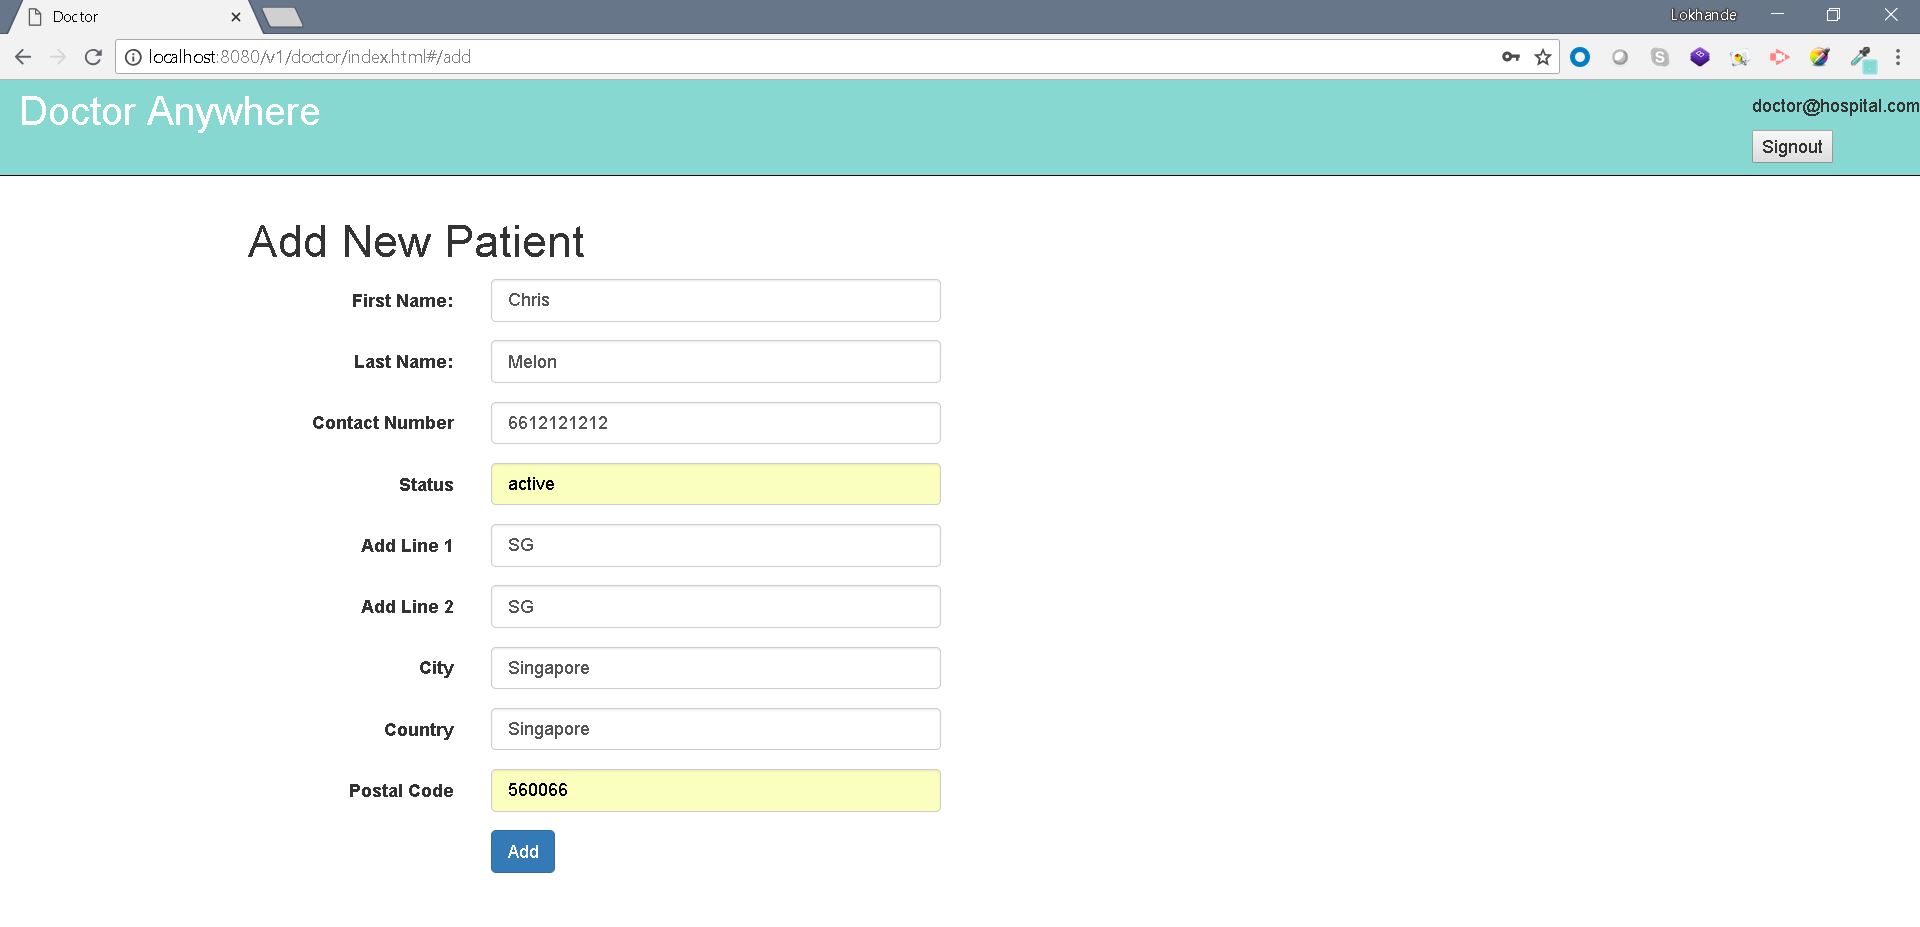 Doctor
Lokhande
localhost:8080/v1/doctor/index.html#/add
Doctor Anywhere
doctor@hospital.com
Signout
Add New Patient
First Name: Chris
Last Name: Melon
Contact Number 6612121212
Status active
Add Line 1 SG
Add Line 2 SG
City Singapore
Country Singapore
Postal Code 560066
Add